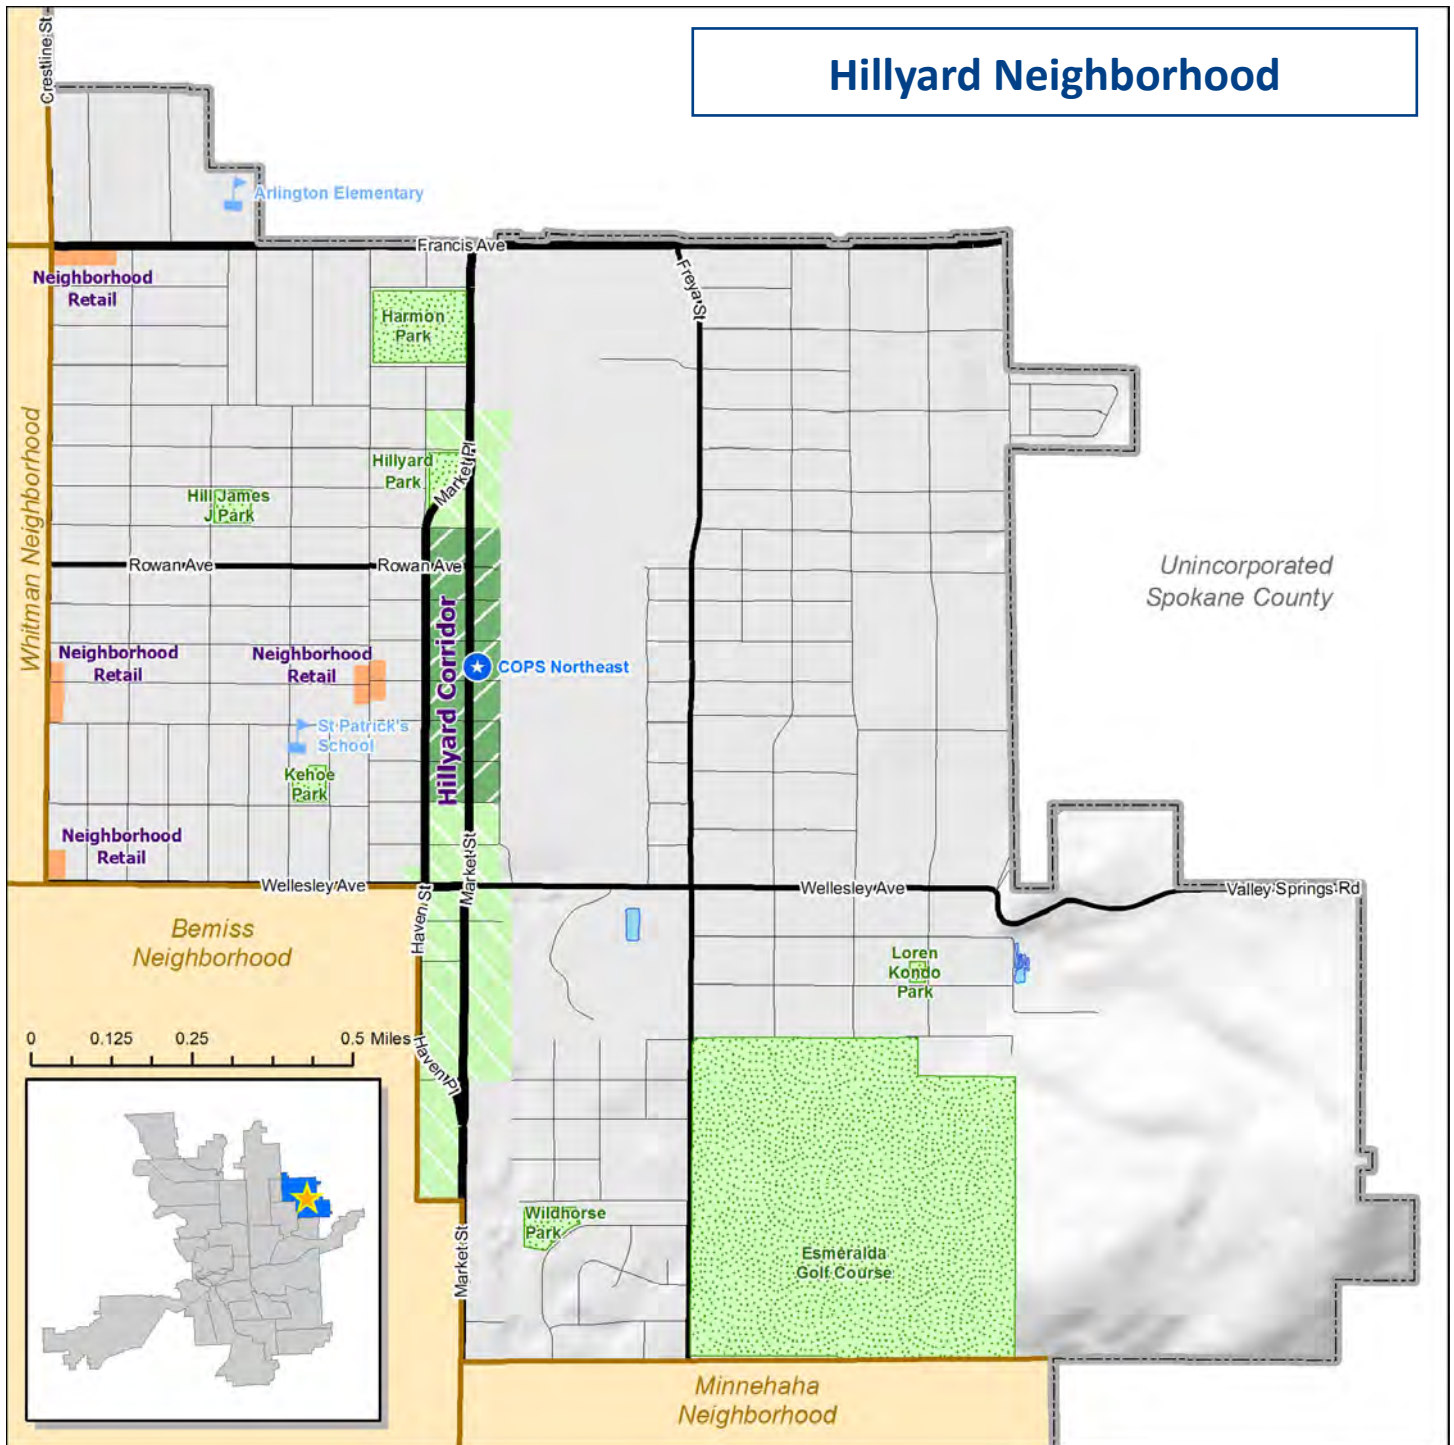 Hillyard Neighborhood
Crestline St
Arlington Elementary
Francis Ave
Neighborhood
Retail
Freya St
Harmon
Park
Whitman Neighborhood
Hillyard
Park
Market Pl
Hill James
J Park
Rowan Ave
Rowan Ave
Unincorporated
Spokane County
Hillyard Corridor
Neighborhood
Retail
Neighborhood
Retail
COPS Northeast
St Patrick's
School
Kehoe
Park
Neighborhood
Retail
Market St
Wellesley Ave
Wellesley Ave
Valley Springs Rd
Haven St
Bemiss
Neighborhood
Loren
Kondo
Park
0 0.125 0.25 0.5 Miles
Haven Pl
Wildhorse
Park
Market St
Esmeralda
Golf Course
Minnehaha
Neighborhood